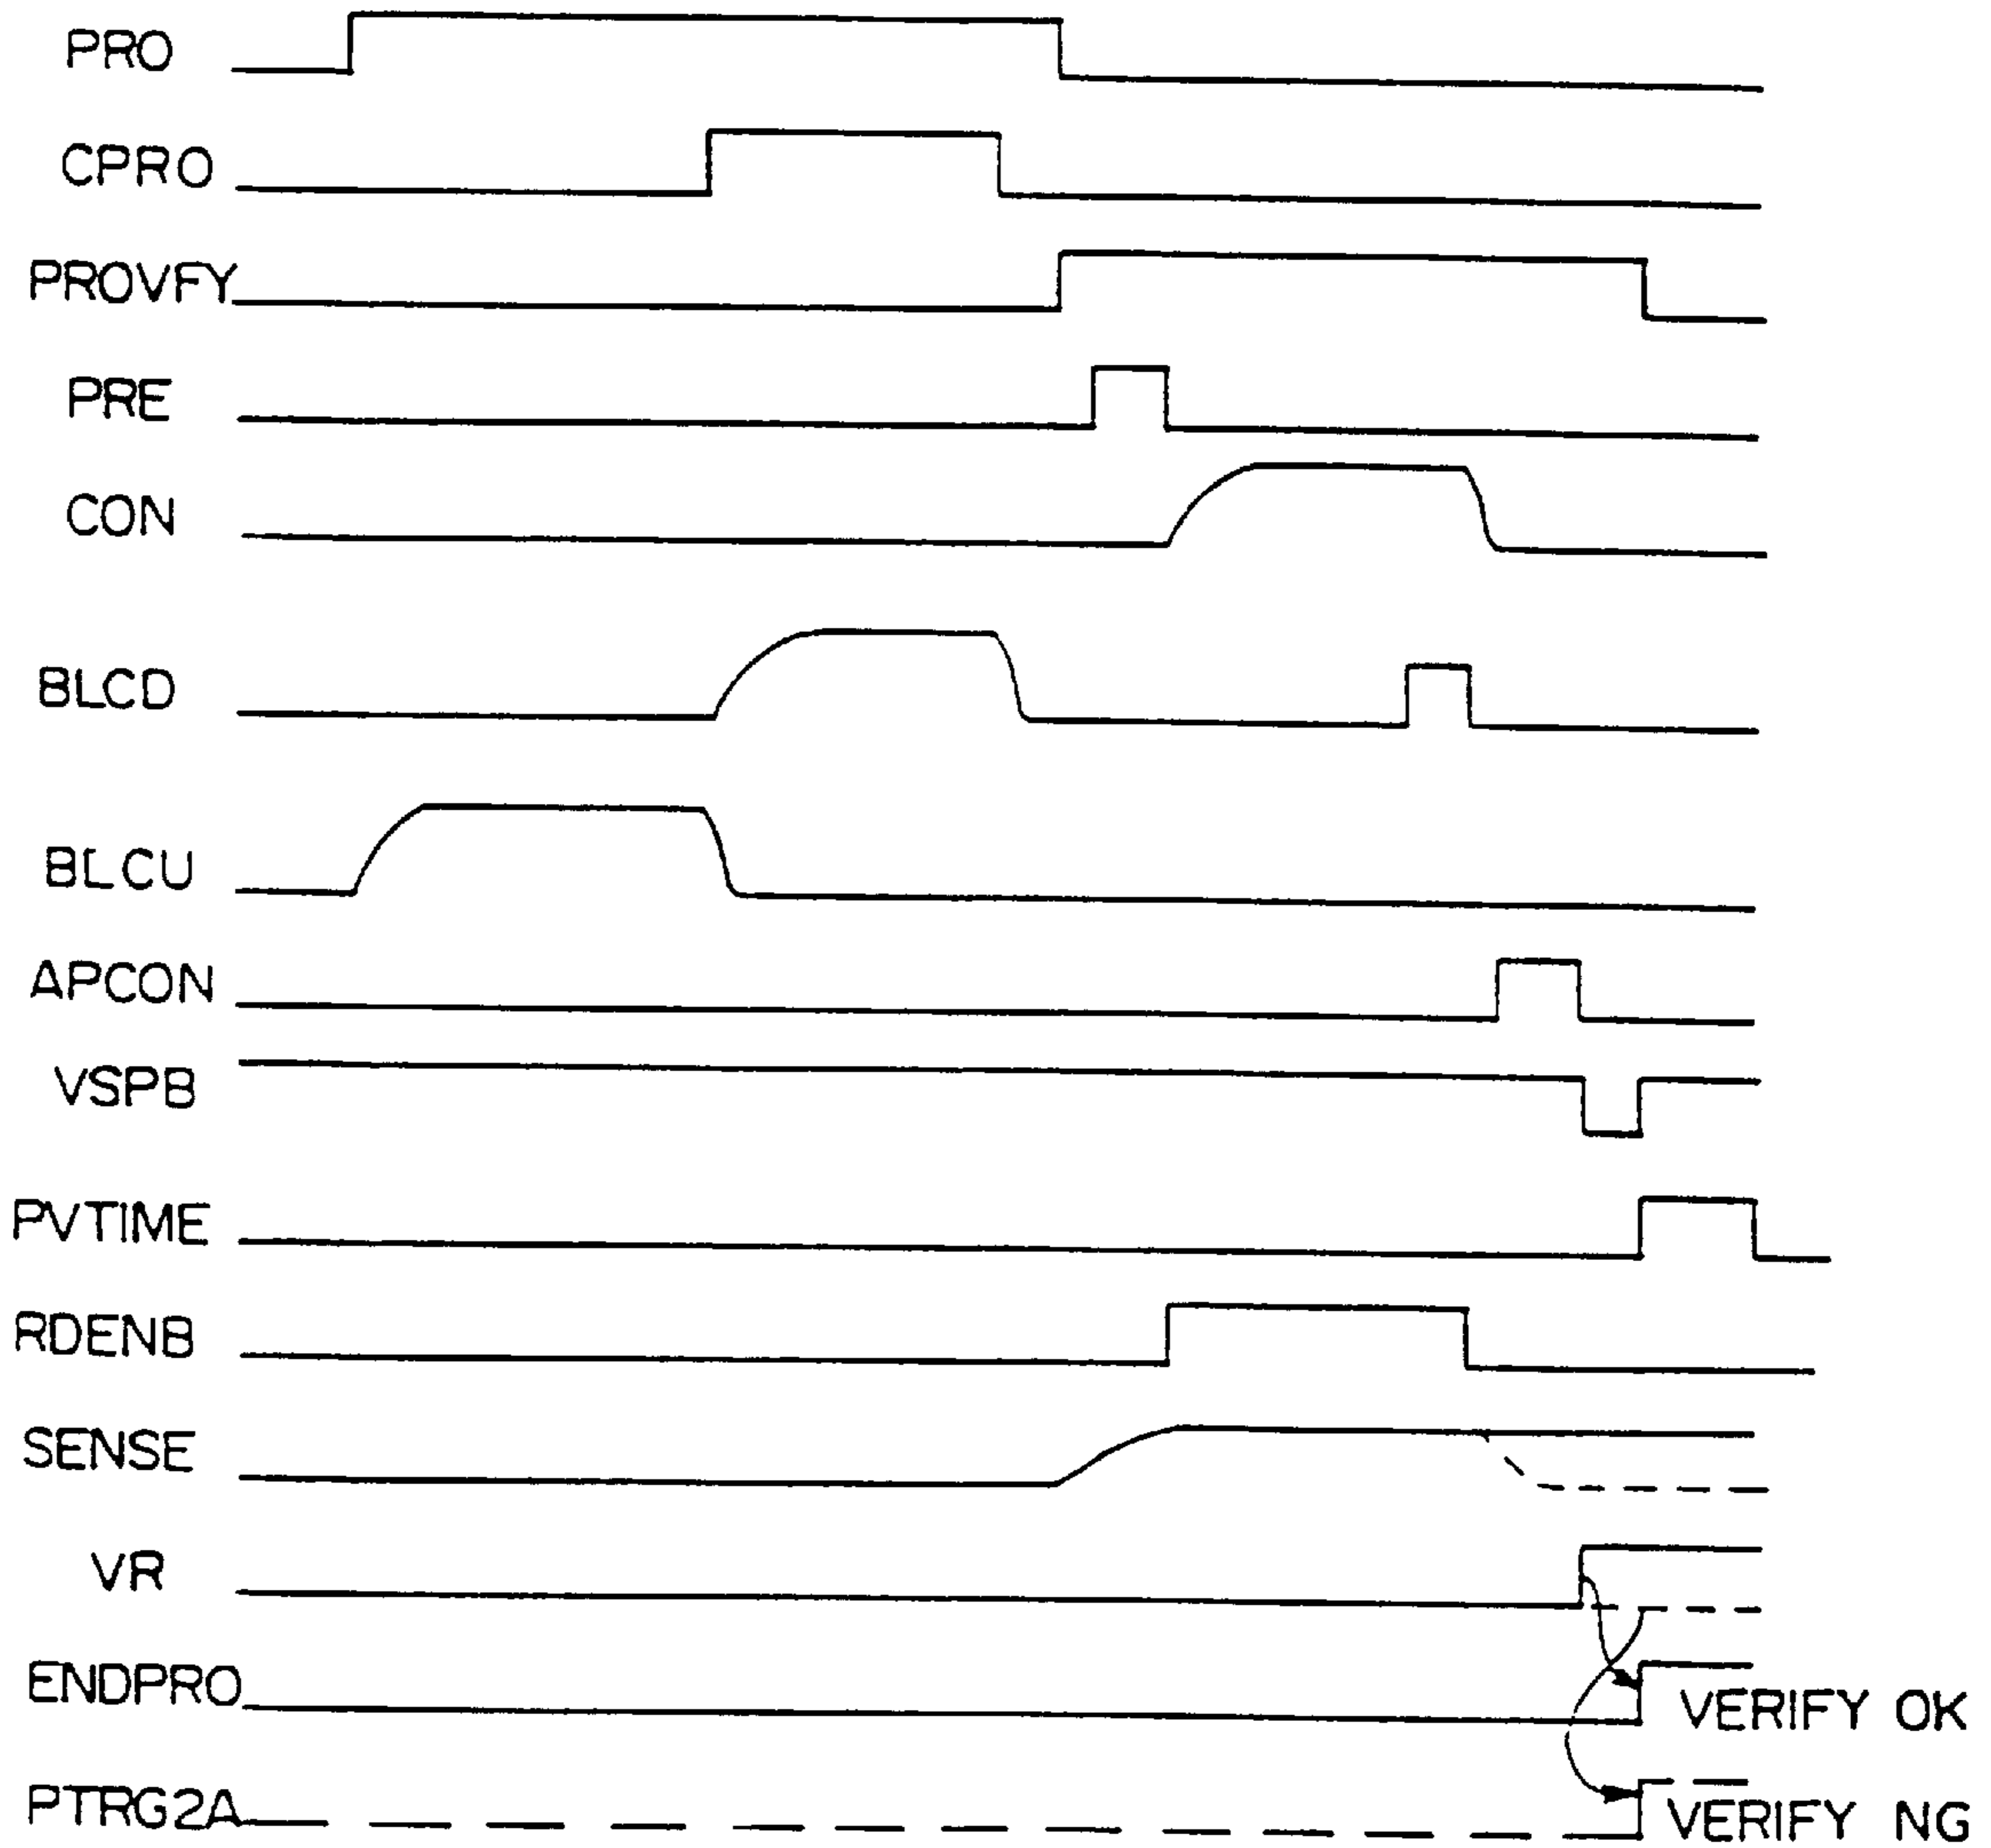 PRO
CPRO
PROVFY
PRE
CON
BLCD
BLCU
APCON
VSPB
PVTIME
RDENB
SENSE
VR
ENDPRO
VERIFY OK
PTRG2A
VERIFY NG